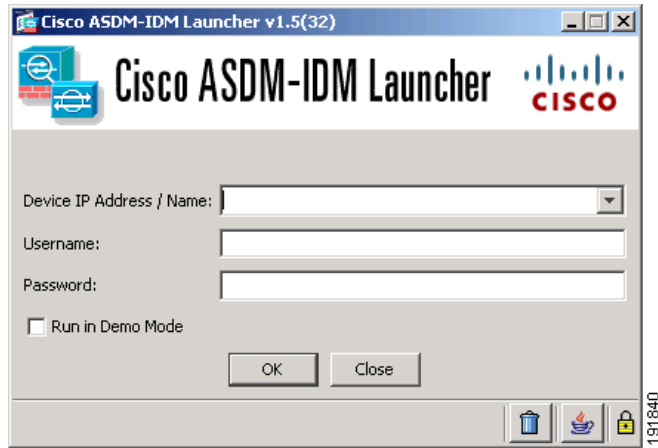 Cisco ASDM-IDM Launcher v1.5(32)
Cisco ASDM-IDM Launcher
CISCO
Device IP Address / Name:
Username:
Password:
Run in Demo Mode
OK Close
191840